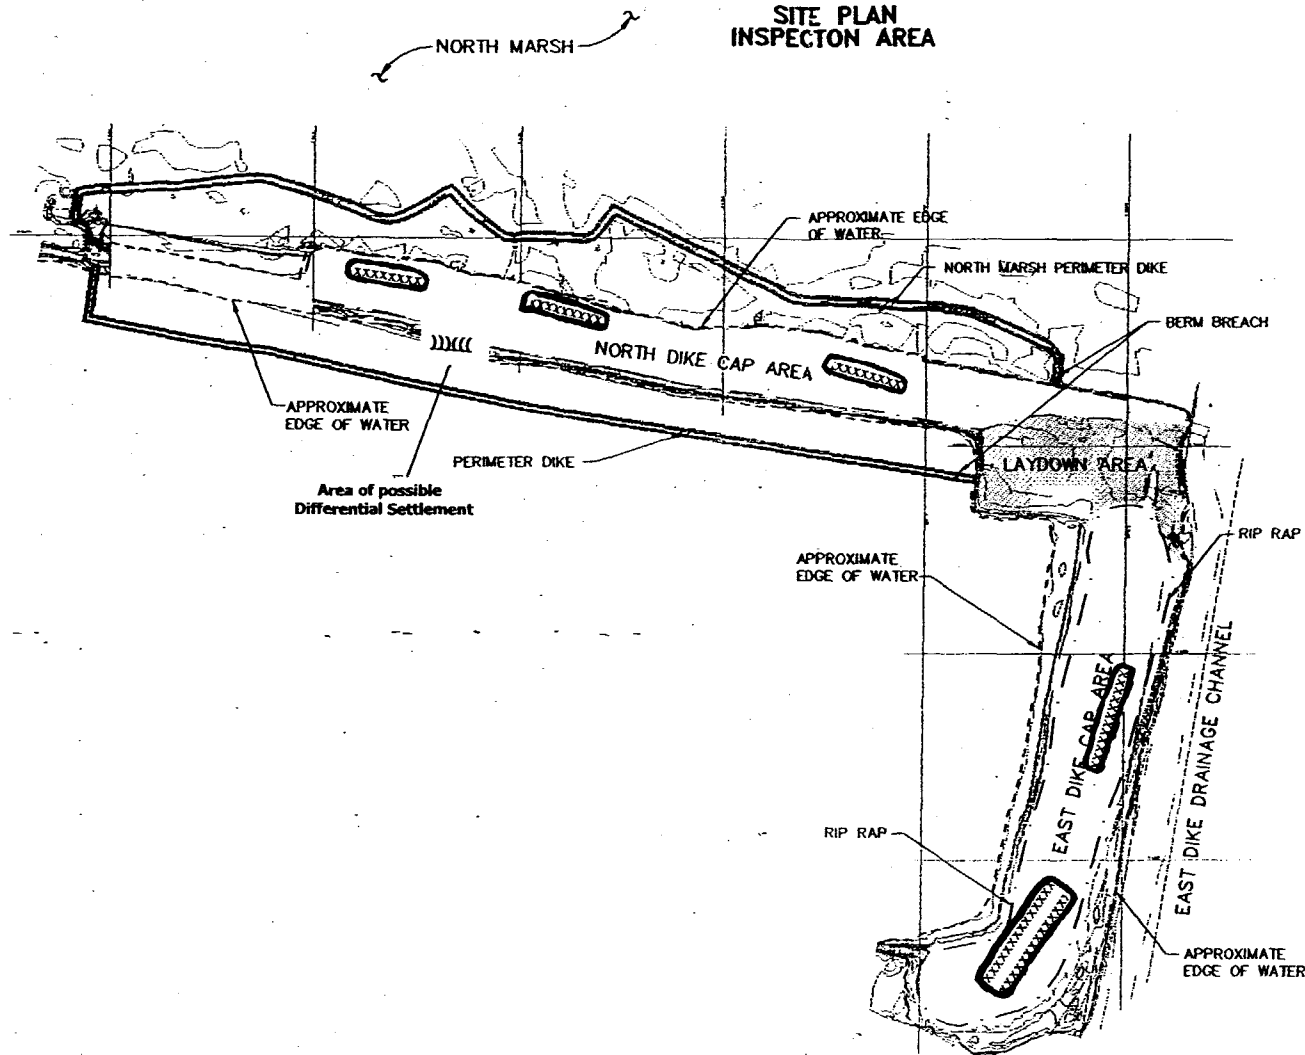 SITE PLAN
INSPECTON AREA
NORTH MARSH
APPROXIMATE EDGE
OF WATER
NORTH MARSH PERIMETER DIKE
BERM BREACH
NORTH DIKE CAP AREA
APPROXIMATE
EDGE OF WATER
PERIMETER DIKE
LAYDOWN AREA
Area of possible
Differential Settlement
RIP RAP
APPROXIMATE
EDGE OF WATER
EAST DIKE CAP AREA
EAST DIKE DRAINAGE CHANNEL
RIP RAP
APPROXIMATE
EDGE OF WATER